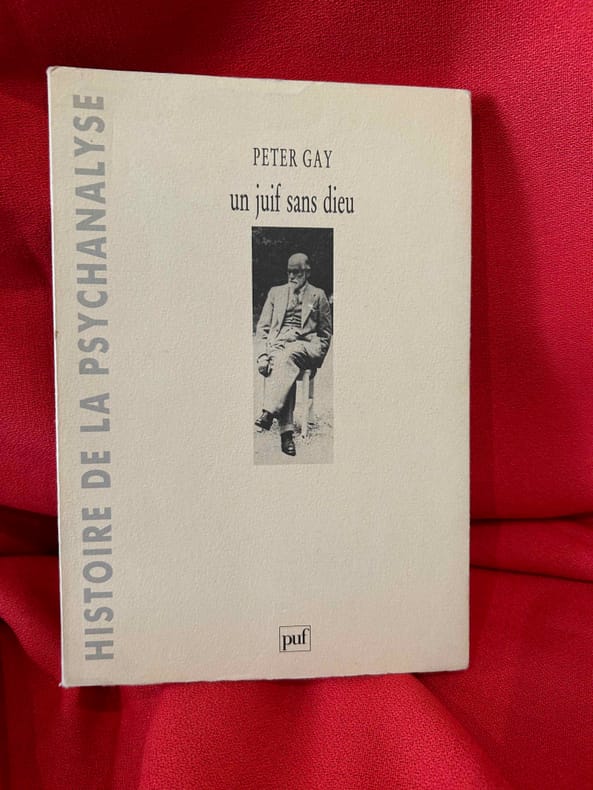 HISTOIRE DE LA PSYCHANALYSE
PETER GAY
un juif sans dieu
puf